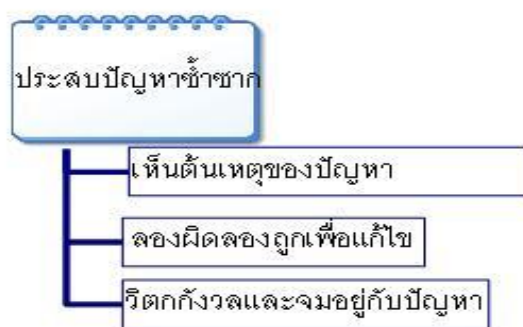 ประสบปัญหาซ้ำซาก
เห็นต้นเหตุของปัญหา
ลองผิดลองถูกเพื่อแก้ไข
วิตกกังวลและจมอยู่กับปัญหา